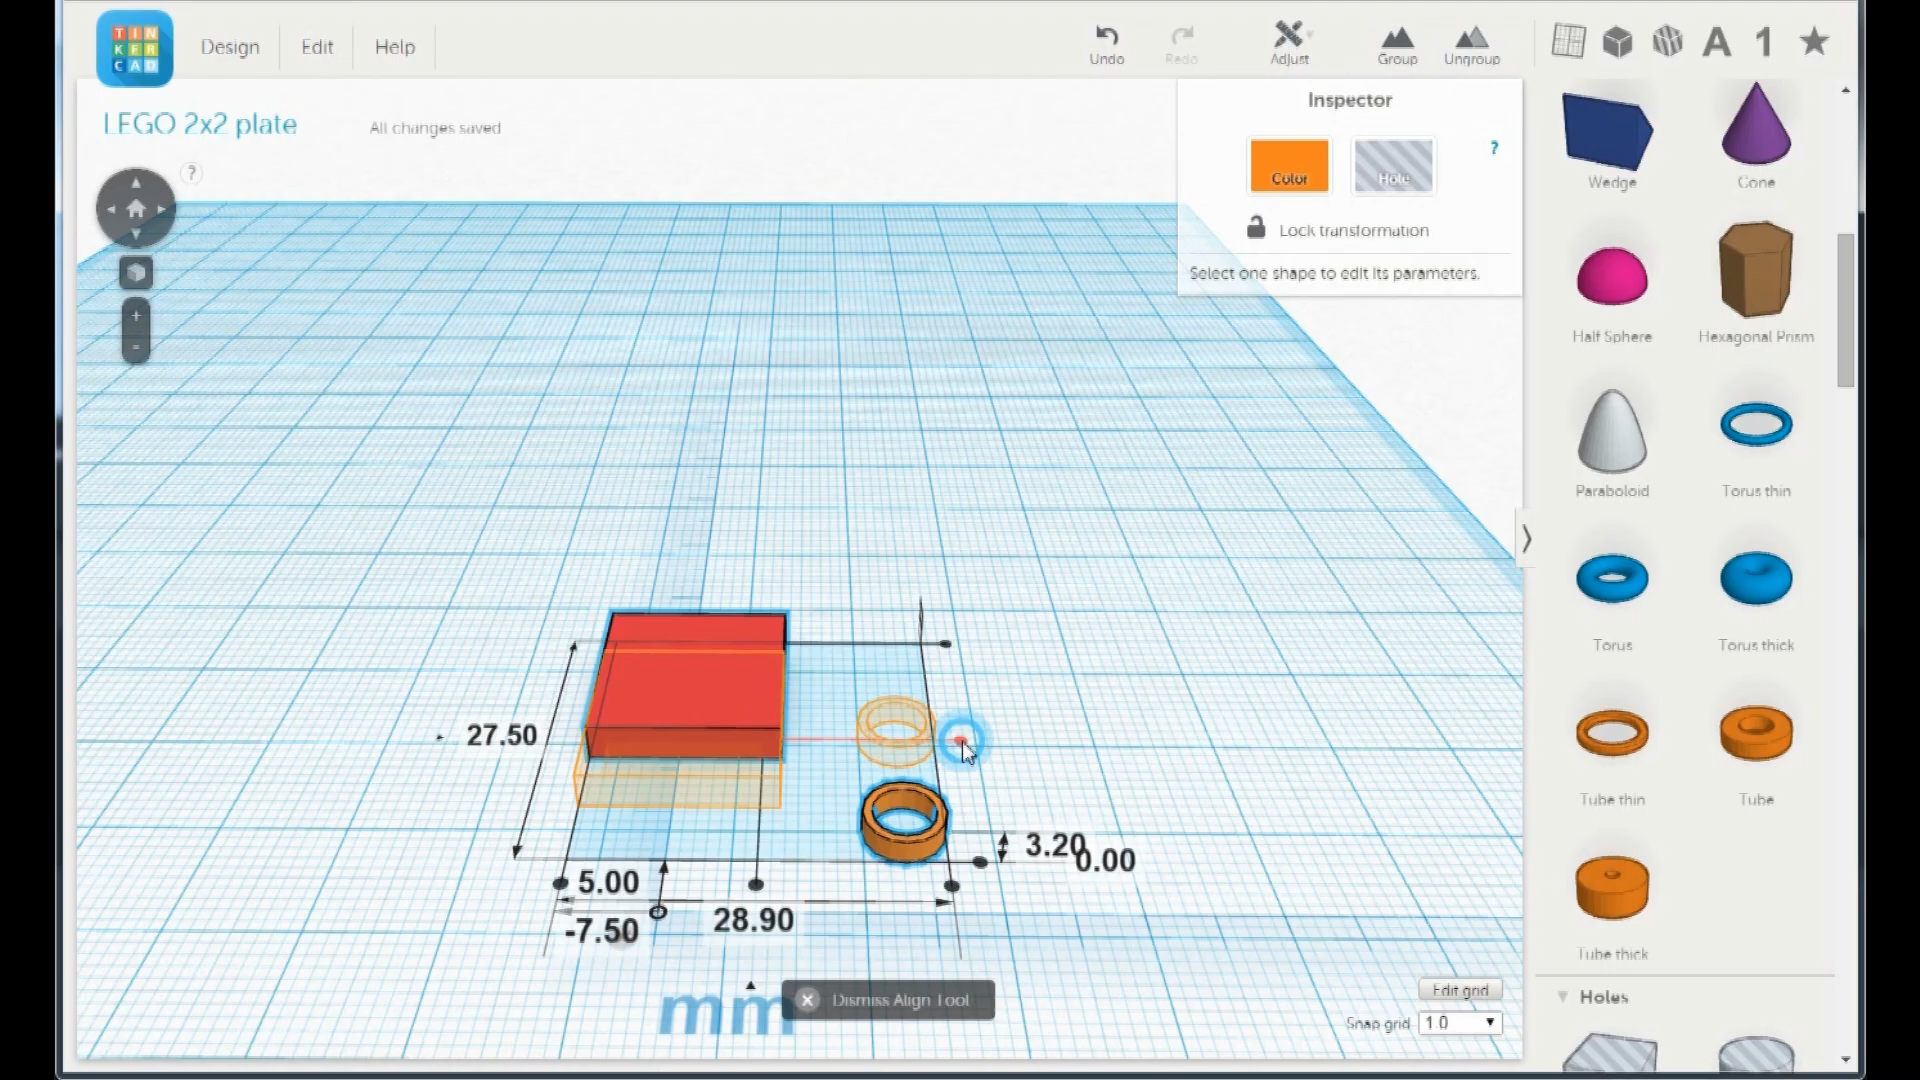 TIN
KER
CAD
Design
Edit
Help
Undo
Redo
Adjust
Group
Ungroup
A
1
LEGO 2x2 plate
All changes saved
?
+
-
Inspector
Color
Hole
?
Lock transformation
Select one shape to edit its parameters.
Wedge
Cone
Half Sphere
Hexagonal Prism
Paraboloid
Torus thin
Torus
Torus thick
Tube thin
Tube
Tube thick
Holes
27.50
3.20
0.00
5.00
-7.50
28.90
mm
Dismiss Align Tool
Edit grid
Snap grid
1.0